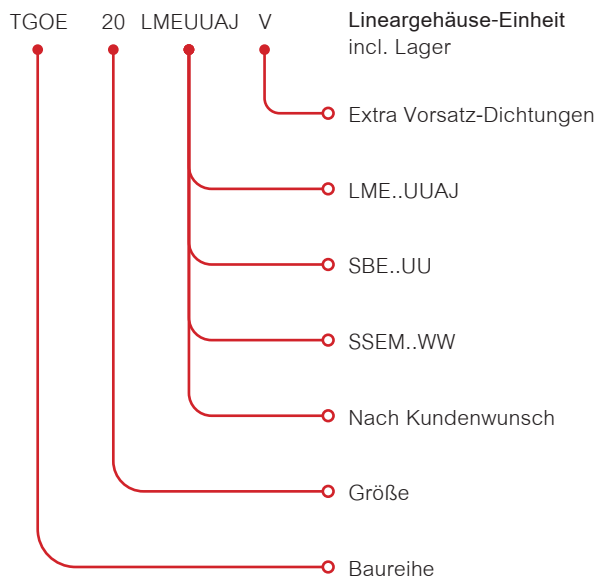 TGOE 20 LMEUUAJ V Lineargehäuse-Einheit
incl. Lager
Extra Vorsatz-Dichtungen
LME..UUAJ
SBE..UU
SSEM..WW
Nach Kundenwunsch
Größe
Baureihe